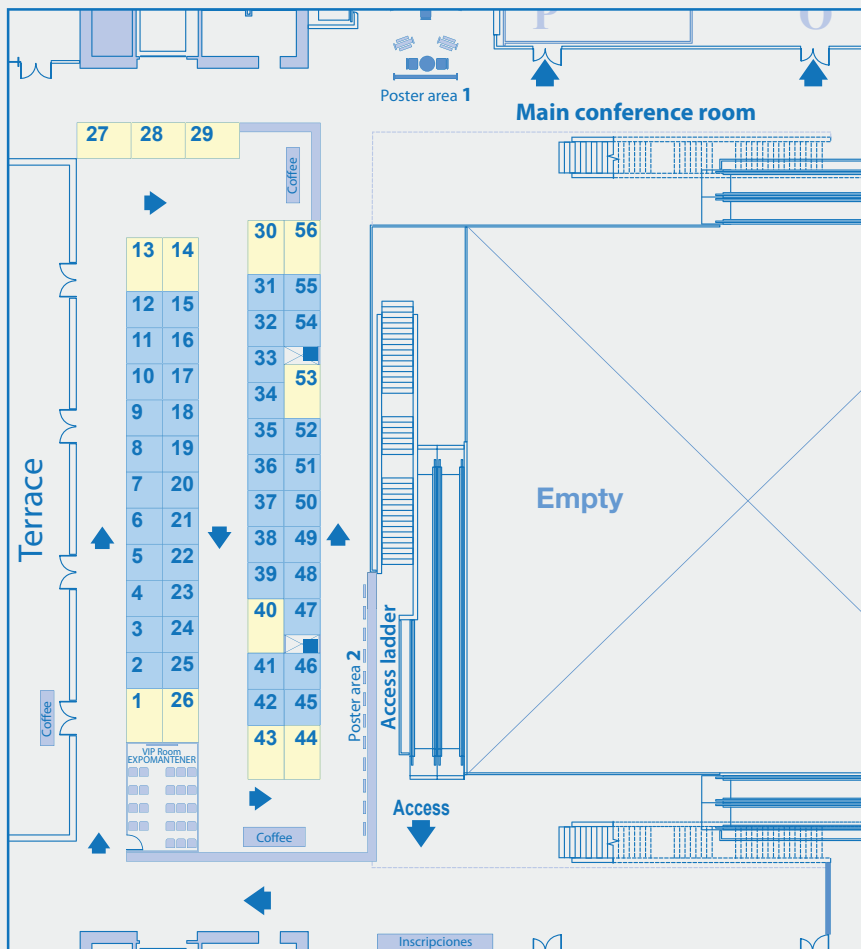 P
O
Poster area 1
Main conference room
27 28 29
Coffee
30 56
13 14
31 55
12 15
32 54
11 16
33
10 17
53
34
9 18
35 52
8 19
36 51
7 20
37 50
6 21
38 49
5 22
39 48
4 23
40 47
3 24
41 46
2 25
42 45
1 26
43 44
Terrace
Empty
Coffee
Poster area 2
Access ladder
VIP Room
EXPOMANTENER
Access
Coffee
Inscripciones